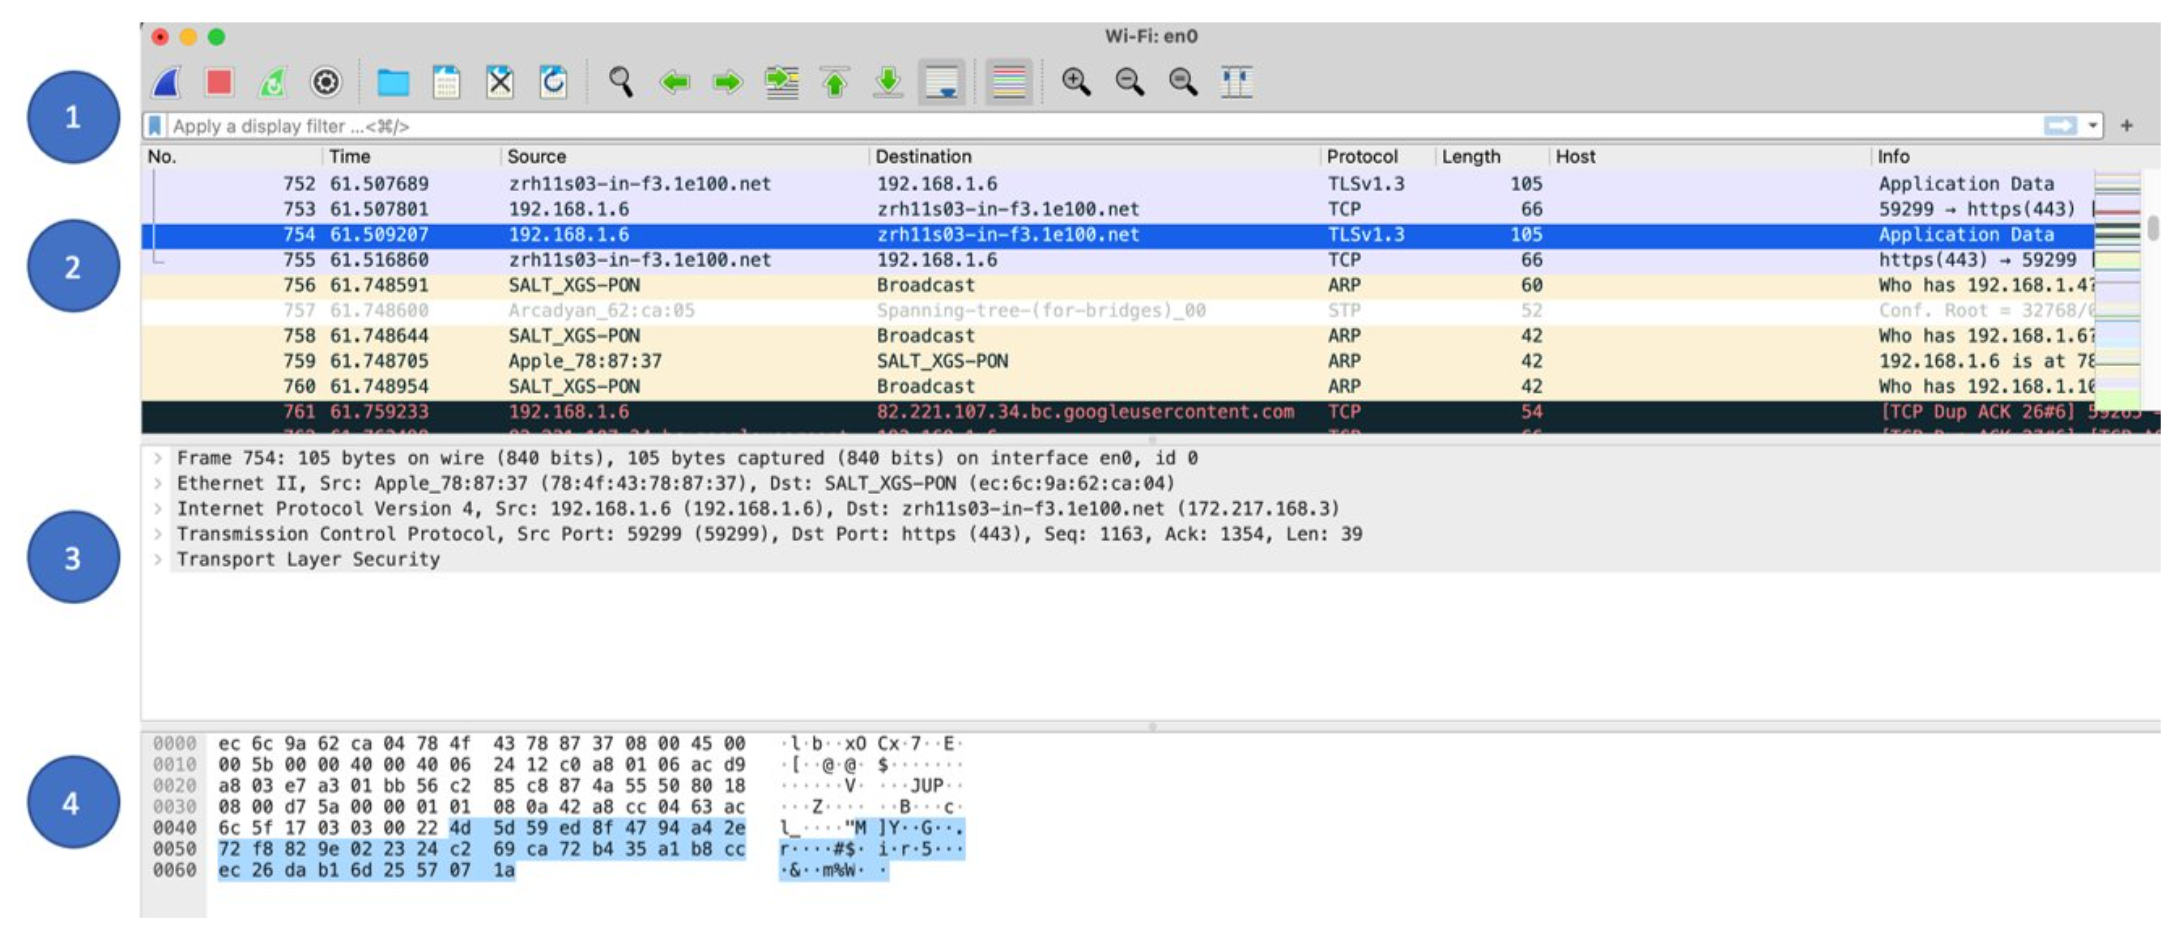 Wi-Fi: en0
1
Apply a display filter ...<⌘/>
+
No. Time Source Destination Protocol Length Host Info
752 61.507689 zrh11s03-in-f3.1e100.net 192.168.1.6 TLSv1.3 105 Application Data
753 61.507801 192.168.1.6 zrh11s03-in-f3.1e100.net TCP 66 59299 → https(443) [
754 61.509207 192.168.1.6 zrh11s03-in-f3.1e100.net TLSv1.3 105 Application Data
2
755 61.516860 zrh11s03-in-f3.1e100.net 192.168.1.6 TCP 66 https(443) → 59299 [
756 61.748591 SALT_XGS-PON Broadcast ARP 60 Who has 192.168.1.4?
757 61.748600 Arcadyan_62:ca:05 Spanning-tree-(for-bridges)_00 STP 52 Conf. Root = 32768/0
758 61.748644 SALT_XGS-PON Broadcast ARP 42 Who has 192.168.1.6?
759 61.748705 Apple_78:87:37 SALT_XGS-PON ARP 42 192.168.1.6 is at 78
760 61.748954 SALT_XGS-PON Broadcast ARP 42 Who has 192.168.1.10
761 61.759233 192.168.1.6 82.221.107.34.bc.googleusercontent.com TCP 54 [TCP Dup ACK 26#6] 59265
Frame 754: 105 bytes on wire (840 bits), 105 bytes captured (840 bits) on interface en0, id 0
Ethernet II, Src: Apple_78:87:37 (78:4f:43:78:87:37), Dst: SALT_XGS-PON (ec:6c:9a:62:ca:04)
Internet Protocol Version 4, Src: 192.168.1.6 (192.168.1.6), Dst: zrh11s03-in-f3.1e100.net (172.217.168.3)
Transmission Control Protocol, Src Port: 59299 (59299), Dst Port: https (443), Seq: 1163, Ack: 1354, Len: 39
3
Transport Layer Security
0000 ec 6c 9a 62 ca 04 78 4f 43 78 87 37 08 00 45 00 ·l·b··xO Cx·7··E·
0010 00 5b 00 00 40 00 40 06 24 12 c0 a8 01 06 ac d9 ·[··@·@· $·······
0020 a8 03 e7 a3 01 bb 56 c2 85 c8 87 4a 55 50 80 18 ······V· ···JUP··
4
0030 08 00 d7 5a 00 00 01 01 08 0a 42 a8 cc 04 63 ac ···Z···· ··B···c·
0040 6c 5f 17 03 03 00 22 4d 5d 59 ed 8f 47 94 a4 2e l_····"M ]Y··G··.
0050 72 f8 82 9e 02 23 24 c2 69 ca 72 b4 35 a1 b8 cc r····#$· i·r·5···
0060 ec 26 da b1 6d 25 57 07 1a ·&··m%W· ·